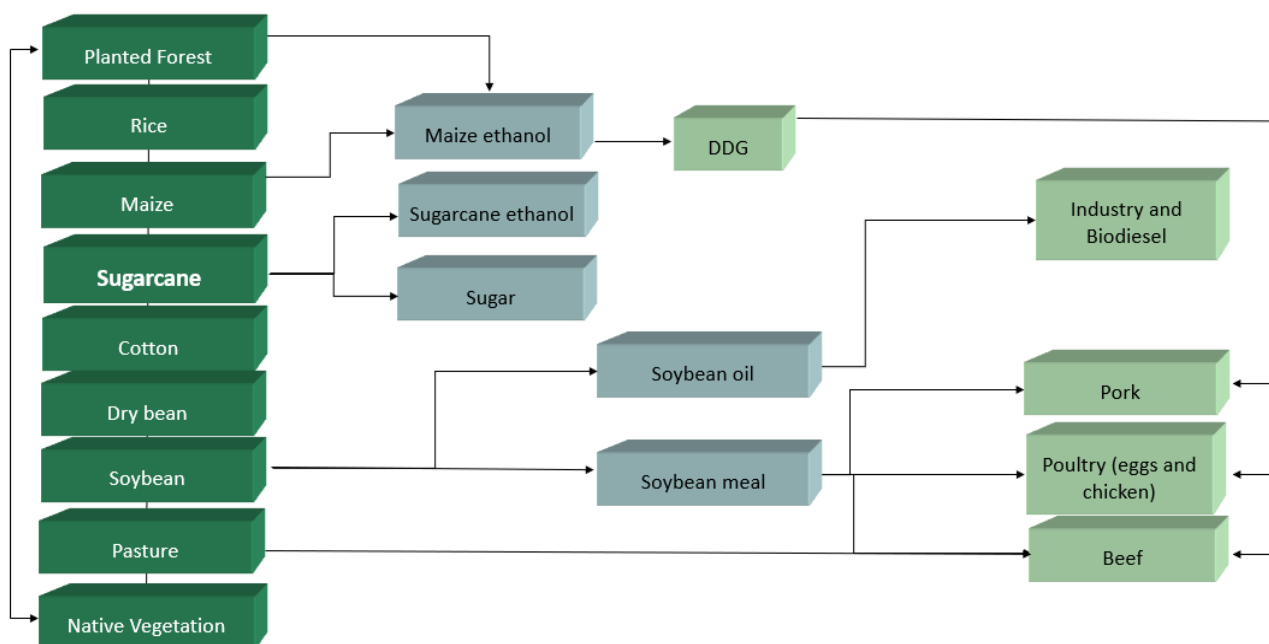 Planted Forest
Rice
Maize
Sugarcane
Cotton
Dry bean
Soybean
Pasture
Native Vegetation
Maize ethanol
Sugarcane ethanol
Sugar
Soybean oil
Soybean meal
DDG
Industry and
Biodiesel
Pork
Poultry (eggs and
chicken)
Beef